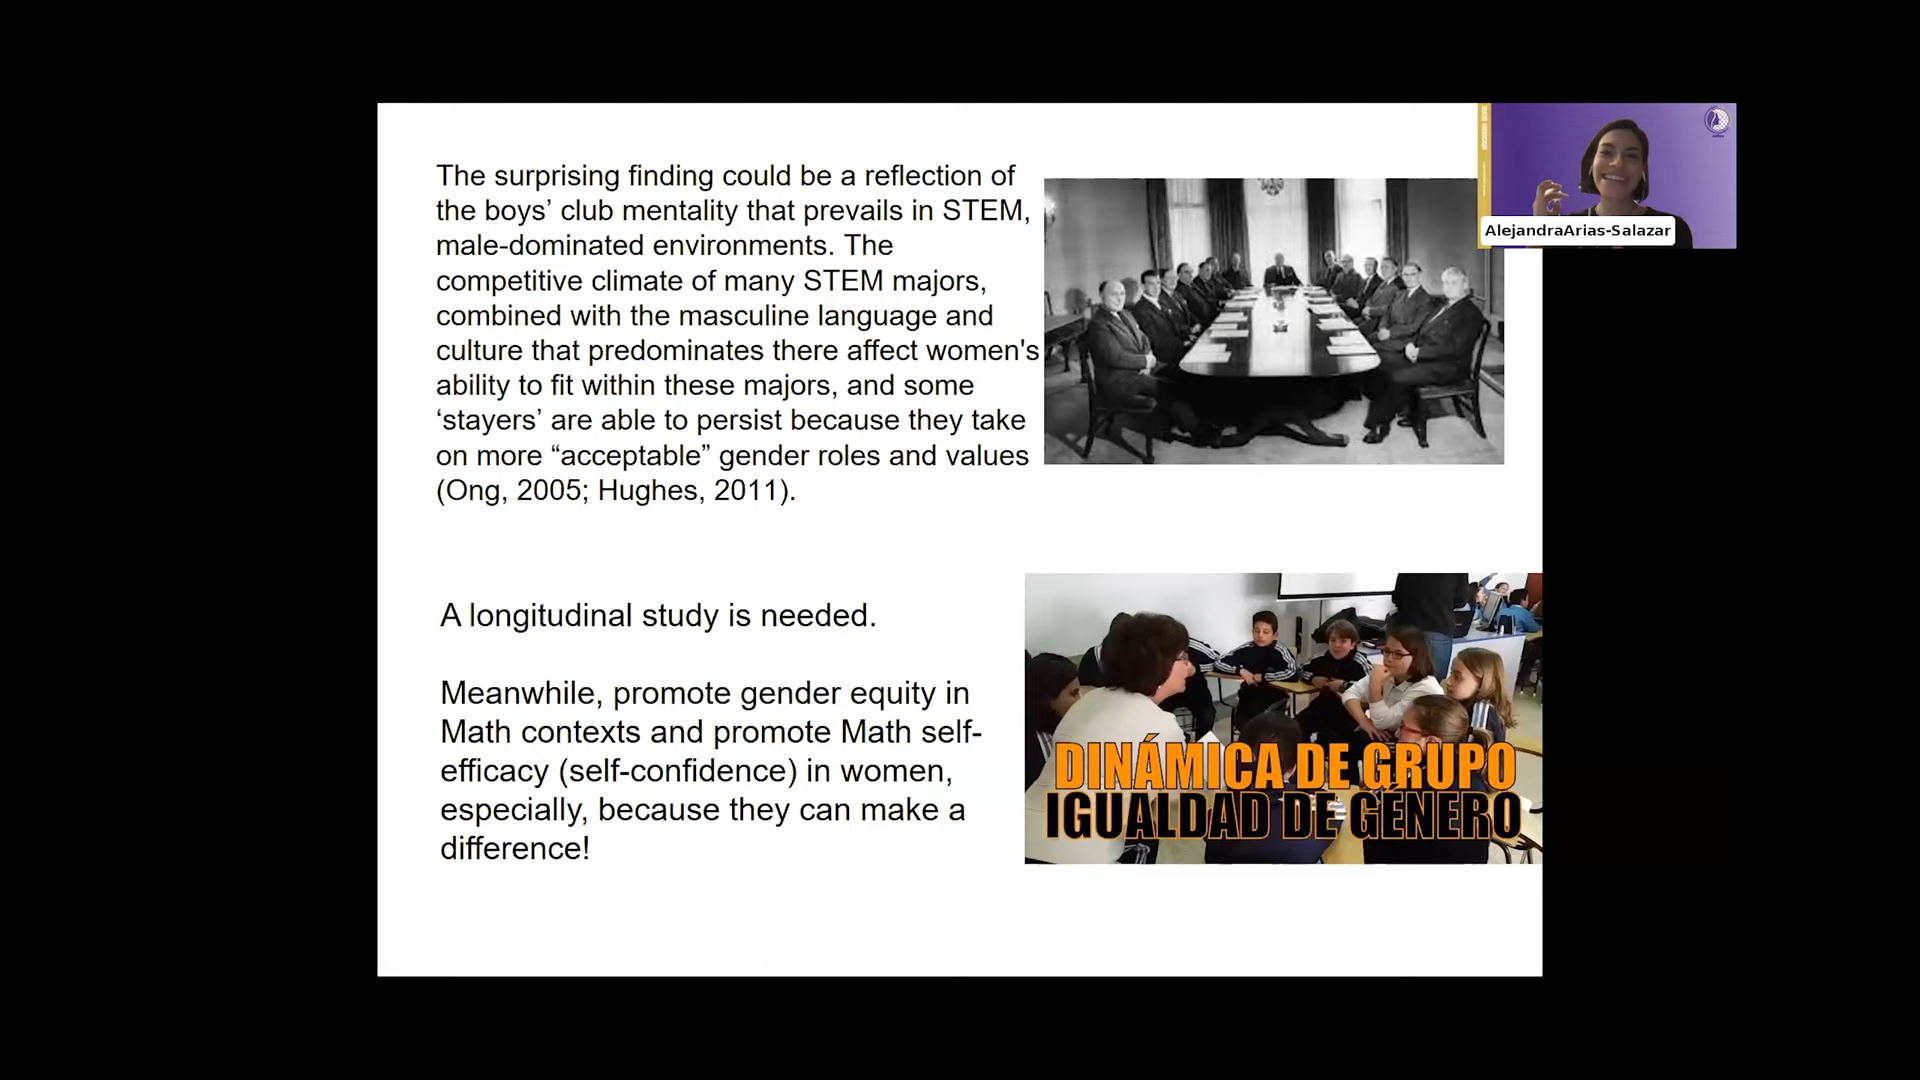 The surprising finding could be a reflection of
the boys’ club mentality that prevails in STEM,
male-dominated environments. The
competitive climate of many STEM majors,
combined with the masculine language and
culture that predominates there affect women's
ability to fit within these majors, and some
‘stayers’ are able to persist because they take
on more “acceptable” gender roles and values
(Ong, 2005; Hughes, 2011).
A longitudinal study is needed.
Meanwhile, promote gender equity in
Math contexts and promote Math self-
efficacy (self-confidence) in women,
especially, because they can make a
difference!
AlejandraArias-Salazar
DINÁMICA DE GRUPO
IGUALDAD DE GÉNERO